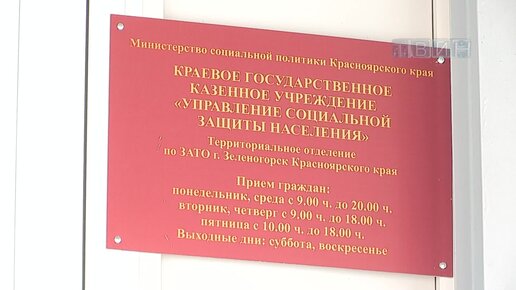 ТВИН
Министерство социальной политики Красноярского края
КРАЕВОЕ ГОСУДАРСТВЕННОЕ
КАЗЕННОЕ УЧРЕЖДЕНИЕ
«УПРАВЛЕНИЕ СОЦИАЛЬНОЙ
ЗАЩИТЫ НАСЕЛЕНИЯ»
Территориальное отделение
по ЗАТО г. Зеленогорск Красноярского края
Прием граждан:
понедельник, среда с 9.00 ч. до 20.00 ч.
вторник, четверг с 9.00 ч. до 18.00 ч.
пятница с 10.00 ч. до 18.00 ч.
Выходные дни: суббота, воскресенье